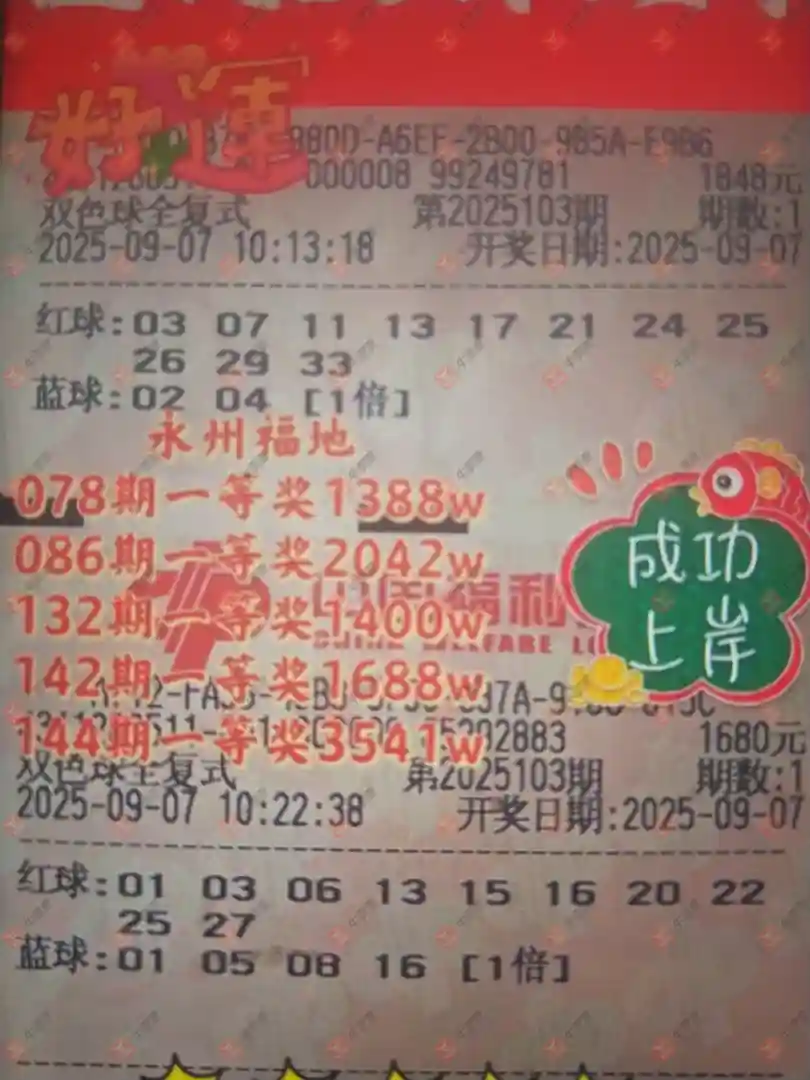 好运
98DD-A6EF-2B00-985A-F9B6
000008 99249781 1848元
双色球全复式 第2025103期 期数:1
2025-09-07 10:13:18 开奖日期:2025-09-07
红球:03 07 11 13 17 21 24 25
26 29 33
蓝球:02 04 [1倍]
永州福地
078期一等奖1388w
086期一等奖2042w
成功
132期一等奖1400w
上岸
142期一等奖1688w
144期一等奖3541w
1680元
双色球全复式 第2025103期 期数:1
2025-09-07 10:22:38 开奖日期:2025-09-07
红球:01 03 06 13 15 16 20 22
25 27
蓝球:01 05 08 16 [1倍]